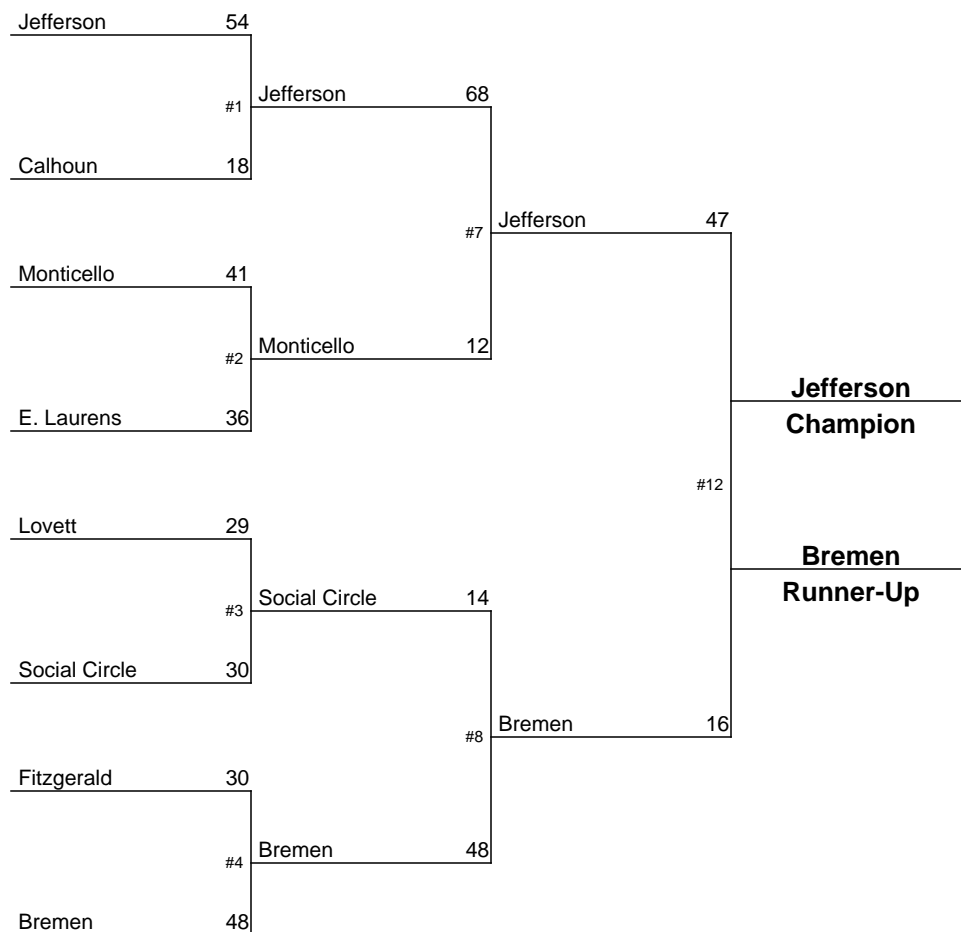 Jefferson 54
#1 Jefferson 68
Calhoun 18
#7 Jefferson 47
Monticello 41
#2 Monticello 12
E. Laurens 36
Jefferson
Champion
#12
Lovett 29
#3 Social Circle 14
Social Circle 30
Bremen
Runner-Up
#8 Bremen 16
Fitzgerald 30
#4 Bremen 48
Bremen 48